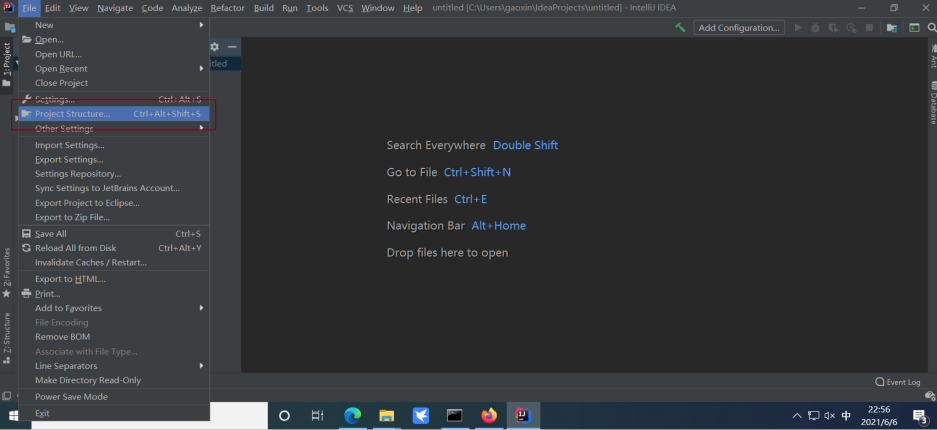 File Edit View Navigate Code Analyze Refactor Build Run Tools VCS Window Help untitled [C:\Users\gaoxin\IdeaProjects\untitled] - IntelliJ IDEA
Add Configuration...
New
Open...
Open URL...
Open Recent
Close Project
Settings... Ctrl+Alt+S
Project Structure... Ctrl+Alt+Shift+S
Other Settings
Import Settings...
Export Settings...
Settings Repository...
Sync Settings to JetBrains Account...
Export Project to Eclipse...
Export to Zip File...
Save All Ctrl+S
Reload All from Disk Ctrl+Alt+Y
Invalidate Caches / Restart...
Export to HTML...
Print...
Add to Favorites
File Encoding
Remove BOM
Associate with File Type...
Line Separators
Make Directory Read-Only
Power Save Mode
Exit
1: Project
2: Favorites
Z: Structure
itled
Search Everywhere Double Shift
Go to File Ctrl+Shift+N
Recent Files Ctrl+E
Navigation Bar Alt+Home
Drop files here to open
Ant
Database
Event Log
中
22:56
2021/6/6
3